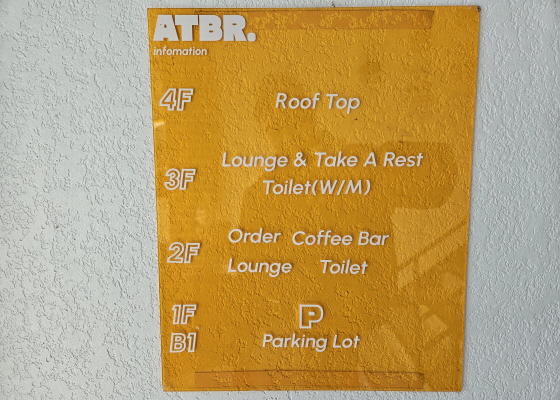 ATBR.
infomation
4F Roof Top
3F Lounge & Take A Rest
Toilet(W/M)
2F Order Coffee Bar
Lounge Toilet
1F P
B1 Parking Lot